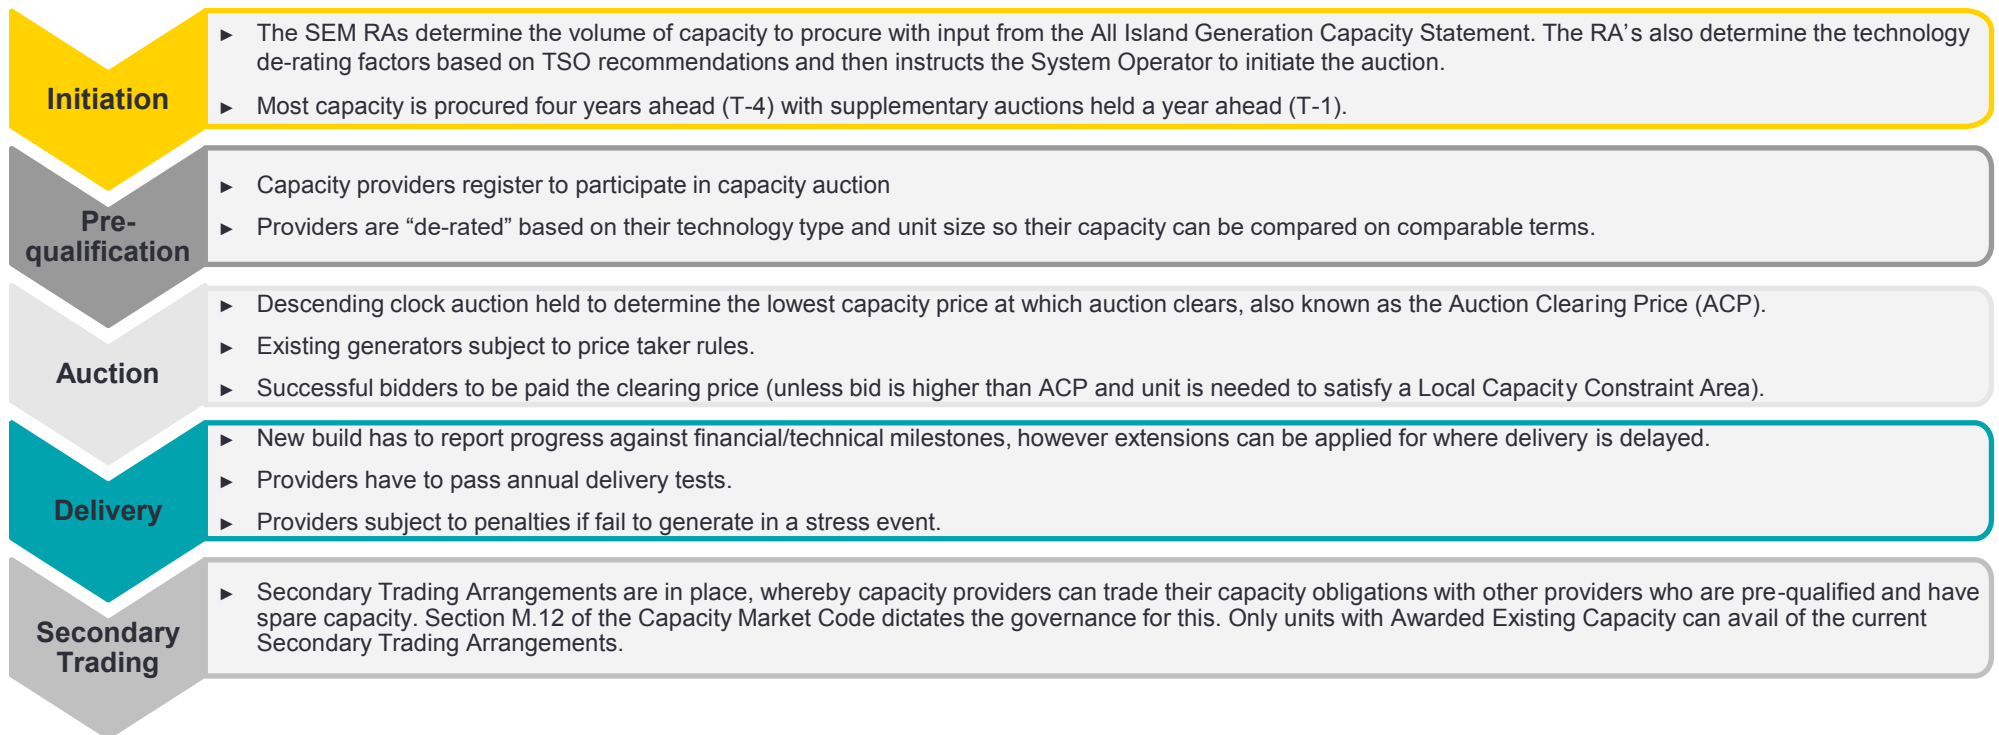 Initiation
► The SEM RAs determine the volume of capacity to procure with input from the All Island Generation Capacity Statement. The RA's also determine the technology
de-rating factors based on TSO recommendations and then instructs the System Operator to initiate the auction.
► Most capacity is procured four years ahead (T-4) with supplementary auctions held a year ahead (T-1).
Pre-
qualification
► Capacity providers register to participate in capacity auction
► Providers are “de-rated” based on their technology type and unit size so their capacity can be compared on comparable terms.
Auction
► Descending clock auction held to determine the lowest capacity price at which auction clears, also known as the Auction Clearing Price (ACP).
► Existing generators subject to price taker rules.
► Successful bidders to be paid the clearing price (unless bid is higher than ACP and unit is needed to satisfy a Local Capacity Constraint Area).
Delivery
► New build has to report progress against financial/technical milestones, however extensions can be applied for where delivery is delayed.
► Providers have to pass annual delivery tests.
► Providers subject to penalties if fail to generate in a stress event.
Secondary
Trading
► Secondary Trading Arrangements are in place, whereby capacity providers can trade their capacity obligations with other providers who are pre-qualified and have
spare capacity. Section M.12 of the Capacity Market Code dictates the governance for this. Only units with Awarded Existing Capacity can avail of the current
Secondary Trading Arrangements.